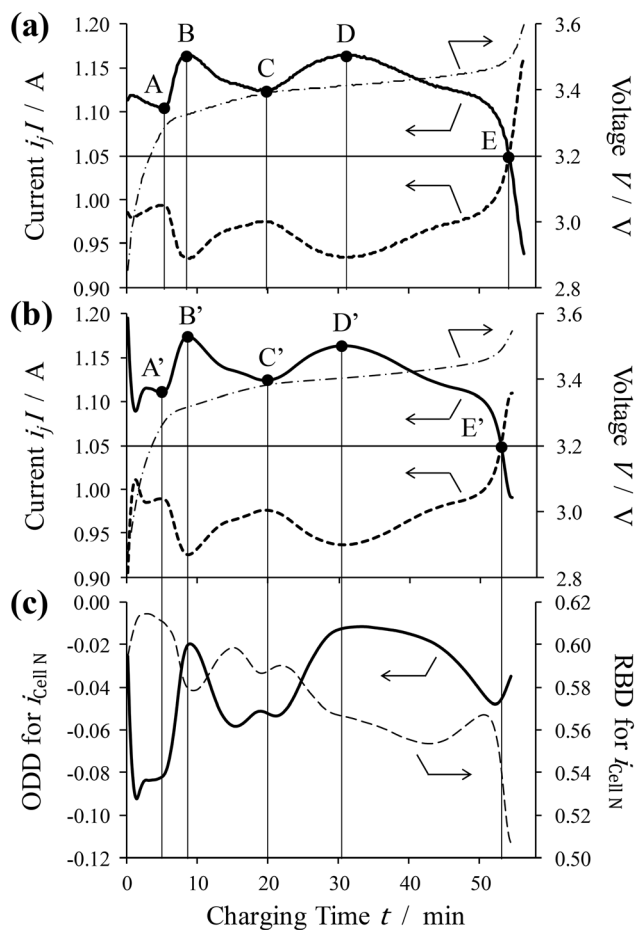 (a)
1.20
1.15
1.10
1.05
1.00
0.95
0.90
Current i_j I / A
A
B
C
D
E
3.6
3.4
3.2
3.0
2.8
Voltage V / V
(b)
1.20
1.15
1.10
1.05
1.00
0.95
0.90
Current i_j I / A
A'
B'
C'
D'
E'
3.6
3.4
3.2
3.0
2.8
Voltage V / V
(c)
0.00
-0.02
-0.04
-0.06
-0.08
-0.10
-0.12
ODD for i_Cell N
0.62
0.60
0.58
0.56
0.54
0.52
0.50
RBD for i_Cell N
0 10 20 30 40 50
Charging Time t / min